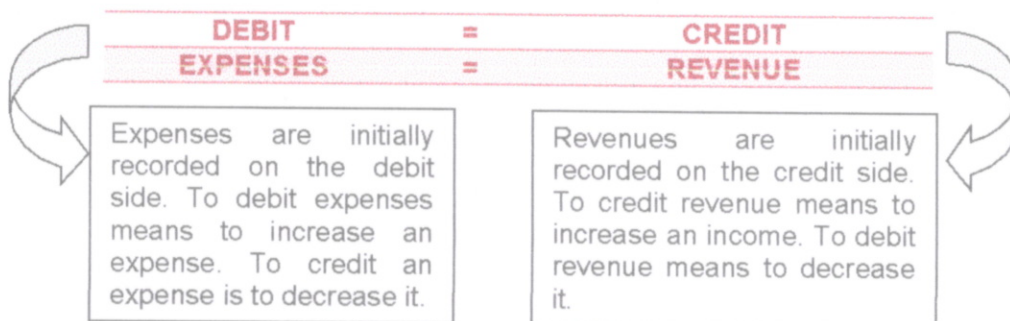 DEBIT = CREDIT
EXPENSES = REVENUE
Expenses are initially
recorded on the debit
side. To debit expenses
means to increase an
expense. To credit an
expense is to decrease it.
Revenues are initially
recorded on the credit side.
To credit revenue means to
increase an income. To debit
revenue means to decrease
it.